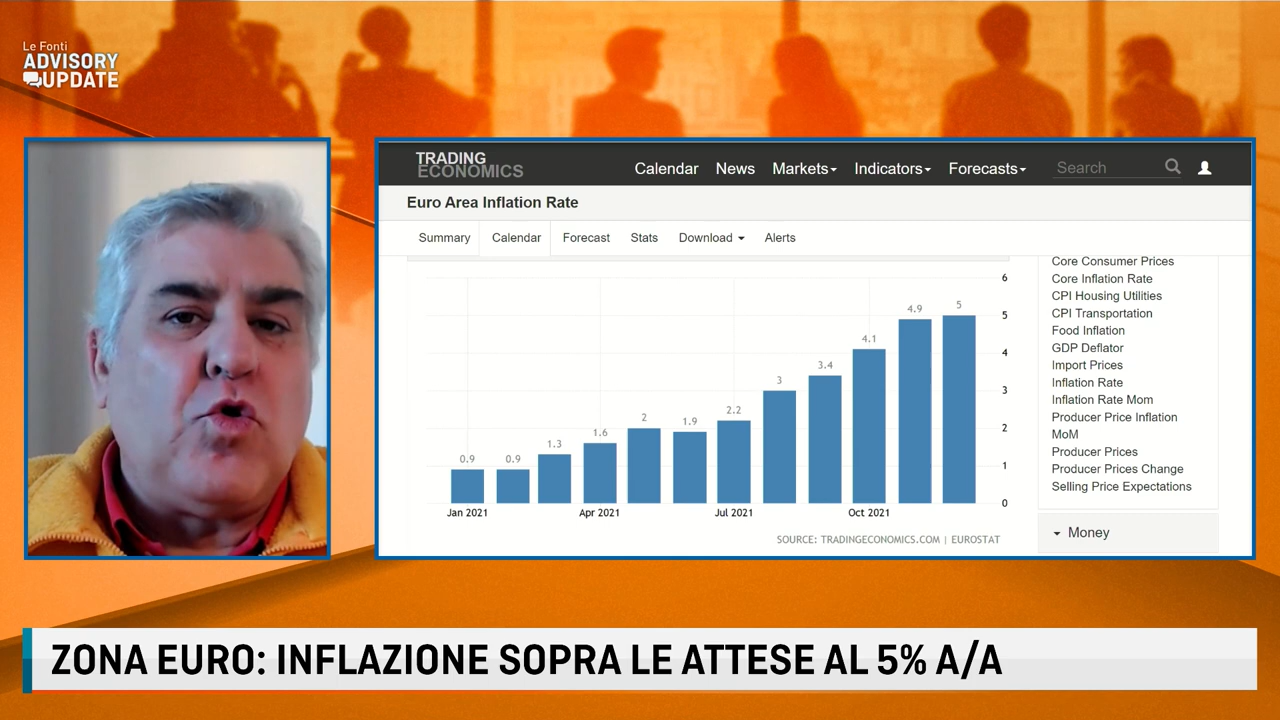 Le Fonti
ADVISORY
UPDATE
TRADING
ECONOMICS
Calendar News Markets Indicators Forecasts Search
Euro Area Inflation Rate
Summary Calendar Forecast Stats Download Alerts
Core Consumer Prices
Core Inflation Rate
CPI Housing Utilities
CPI Transportation
Food Inflation
GDP Deflator
Import Prices
Inflation Rate
Inflation Rate Mom
Producer Price Inflation
MoM
Producer Prices
Producer Prices Change
Selling Price Expectations
Money
6
5
4
3
2
1
0
0.9 0.9 1.3 1.6 2 1.9 2.2 3 3.4 4.1 4.9 5
Jan 2021 Apr 2021 Jul 2021 Oct 2021
SOURCE: TRADINGECONOMICS.COM | EUROSTAT
ZONA EURO: INFLAZIONE SOPRA LE ATTESE AL 5% A/A